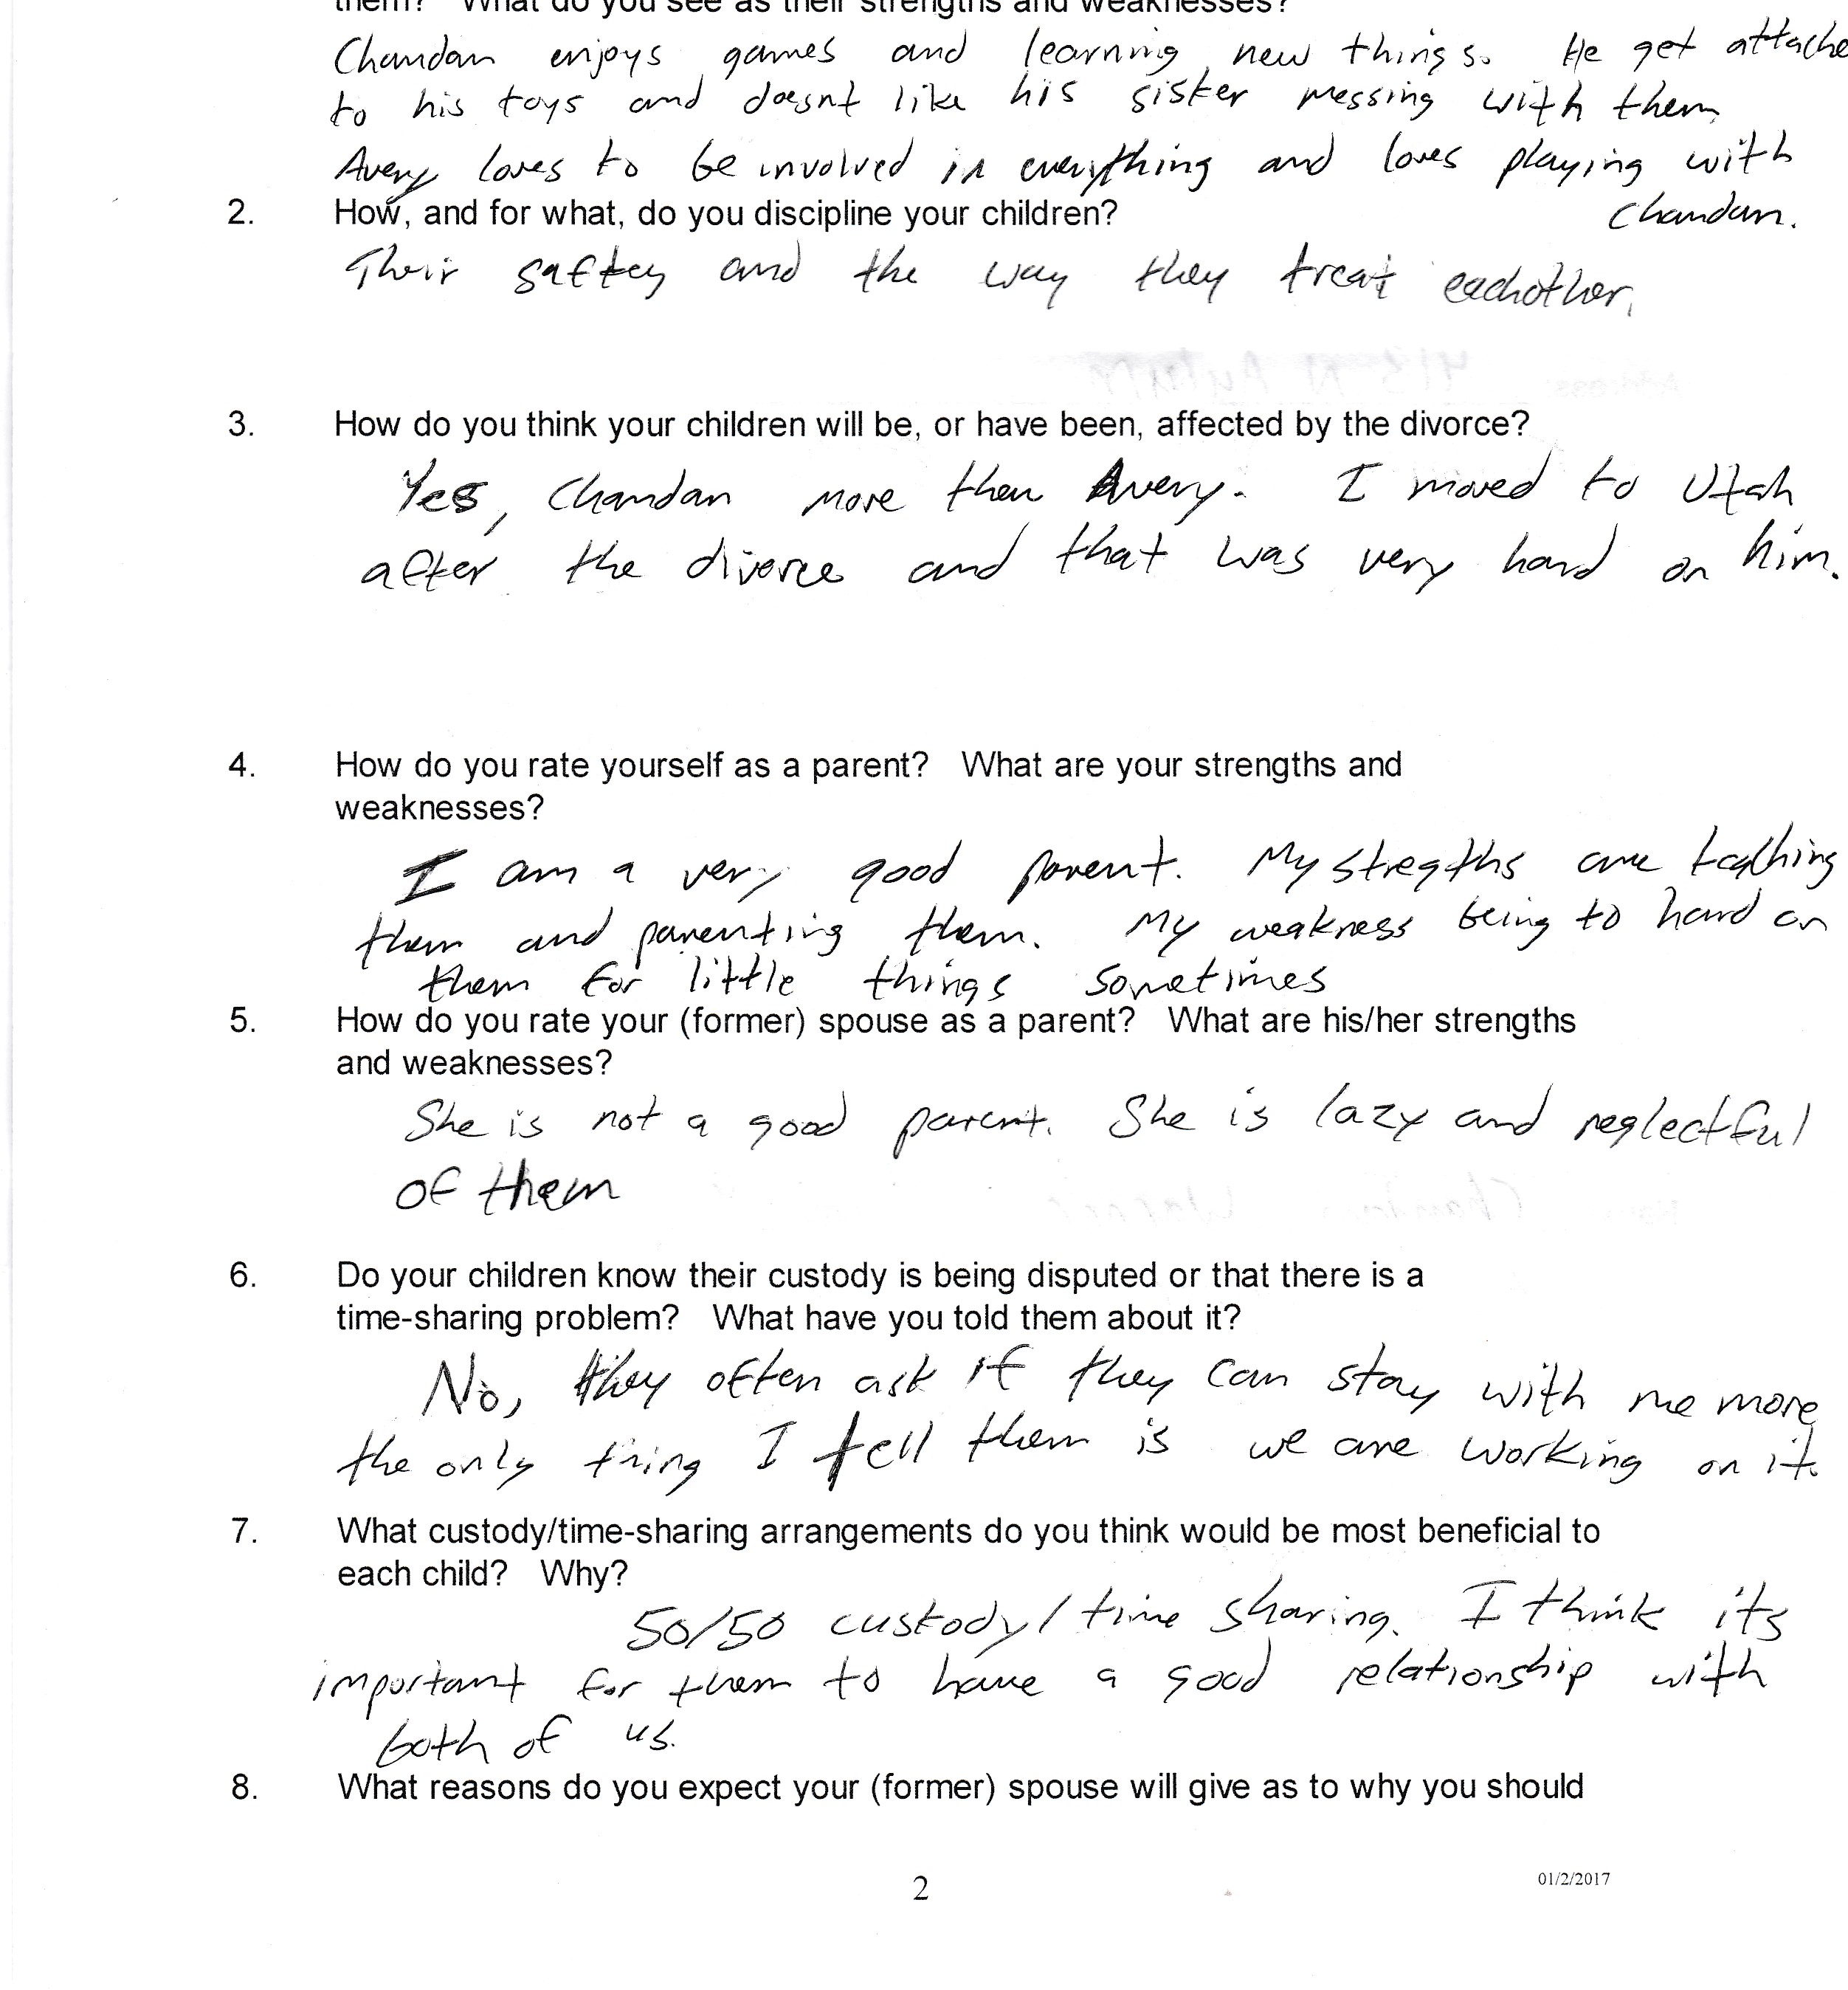 them? What do you see as their strengths and weaknesses?
Chandan enjoys games and learning new things. He get attache
to his toys and doesnt like his sister messing with them,
Avery loves to be involved in everything and loves playing with
Chandan.
2. How, and for what, do you discipline your children?
Their saftey and the way they treat eachother,
3. How do you think your children will be, or have been, affected by the divorce?
Yes, Chandan more then Avery. I moved to Utah
after the divorce and that was very hard on him.
4. How do you rate yourself as a parent? What are your strengths and
weaknesses?
I am a very good parent. My stregths are
them and parenting them. My weakness being to hard on
them for little things sometimes
5. How do you rate your (former) spouse as a parent? What are his/her strengths
and weaknesses?
She is not a good parent. She is lazy and neglectful
of them
6. Do your children know their custody is being disputed or that there is a
time-sharing problem? What have you told them about it?
No, they often ask if they can stay with me more
the only thing I tell them is we are working on it.
7. What custody/time-sharing arrangements do you think would be most beneficial to
each child? Why?
50/50 custody/time sharing. I think its
important for them to have a good relationship with
both of us.
8. What reasons do you expect your (former) spouse will give as to why you should
2
01/2/2017